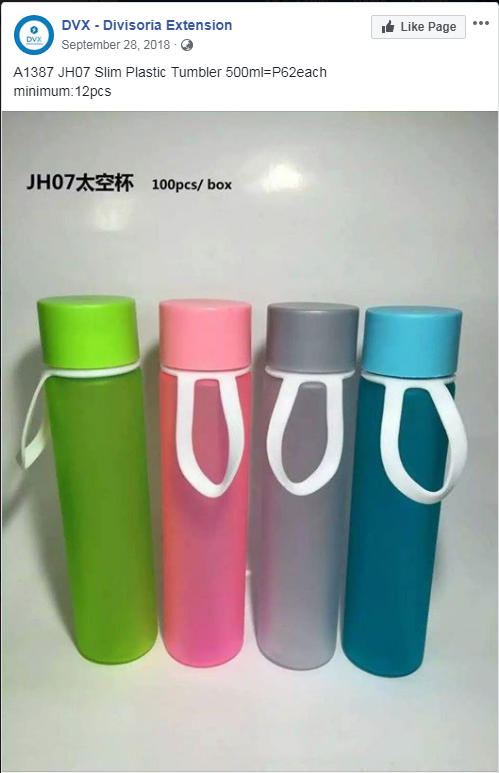 DVX - Divisoria Extension
Like Page
September 28, 2018 ·
DVX
A1387 JH07 Slim Plastic Tumbler 500ml=P62each
minimum:12pcs
JH07太空杯 100pcs/ box